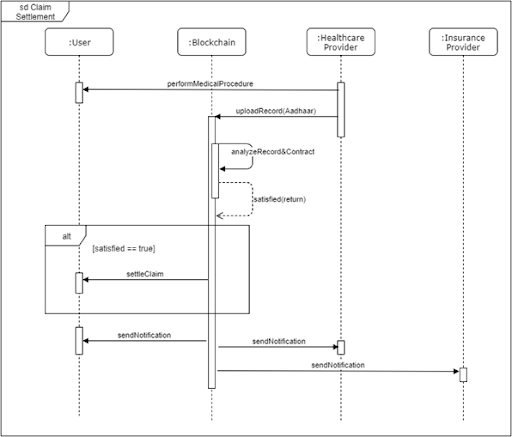 sd Claim
Settlement
:User
:Blockchain
:Healthcare
Provider
:Insurance
Provider
performMedicalProcedure
uploadRecord(Aadhaar)
analyzeRecord&Contract
satisfied(return)
alt
[satisfied == true]
settleClaim
sendNotification
sendNotification
sendNotification